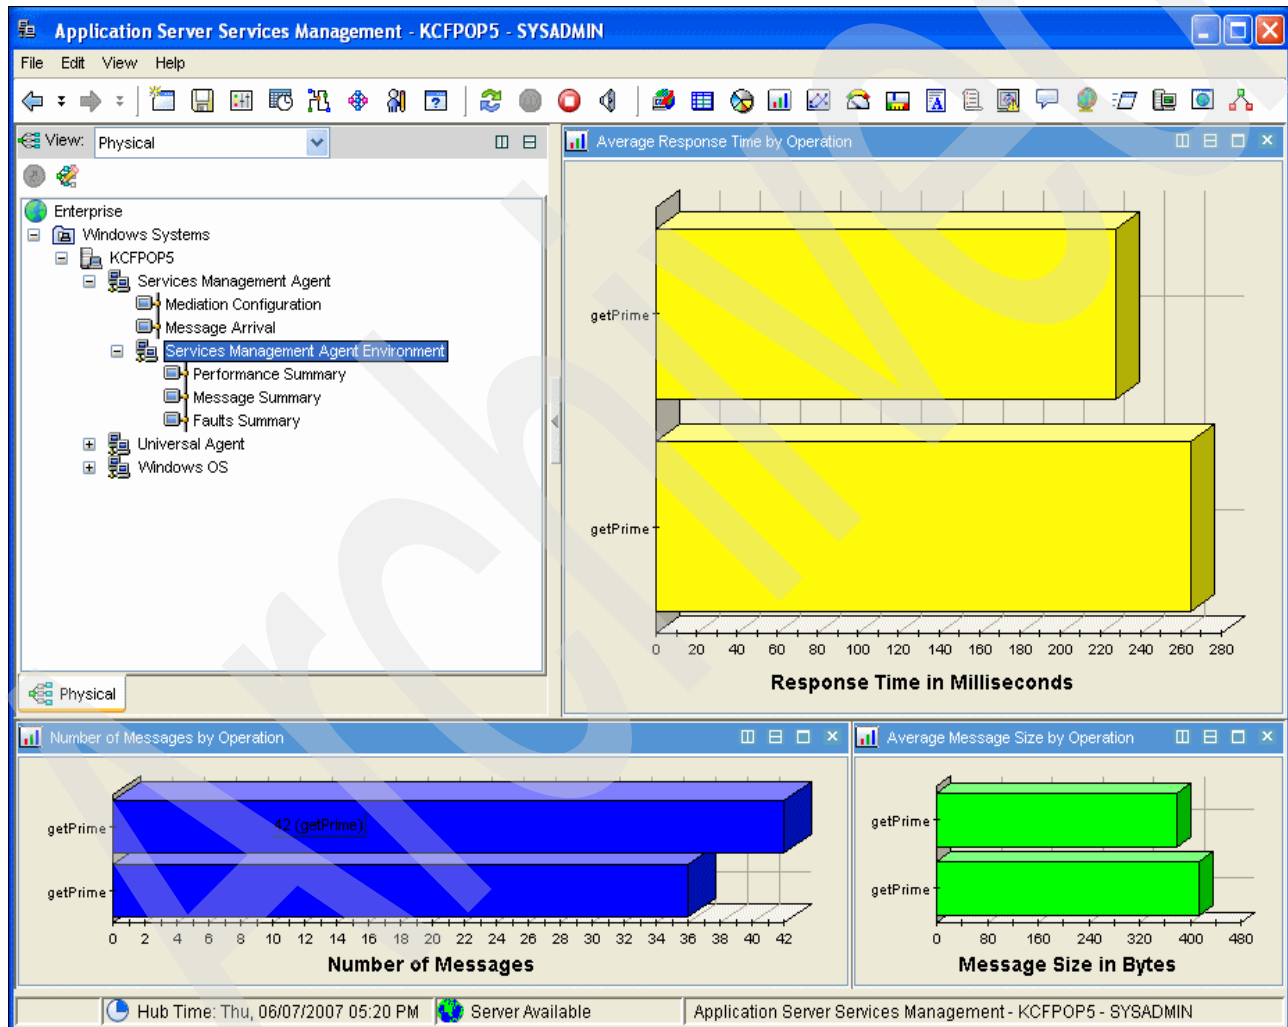 Application Server Services Management - KCFPOP5 - SYSADMIN
File Edit View Help
View: Physical
Enterprise
Windows Systems
KCFPOP5
Services Management Agent
Mediation Configuration
Message Arrival
Services Management Agent Environment
Performance Summary
Message Summary
Faults Summary
Universal Agent
Windows OS
Physical
Average Response Time by Operation
getPrime
getPrime
0 20 40 60 80 100 120 140 160 180 200 220 240 260 280
Response Time in Milliseconds
Number of Messages by Operation
getPrime
42 (getPrime)
getPrime
0 2 4 6 8 10 12 14 16 18 20 22 24 26 28 30 32 34 36 38 40 42
Number of Messages
Average Message Size by Operation
getPrime
getPrime
0 80 160 240 320 400 480
Message Size in Bytes
Hub Time: Thu, 06/07/2007 05:20 PM
Server Available
Application Server Services Management - KCFPOP5 - SYSADMIN
Archived